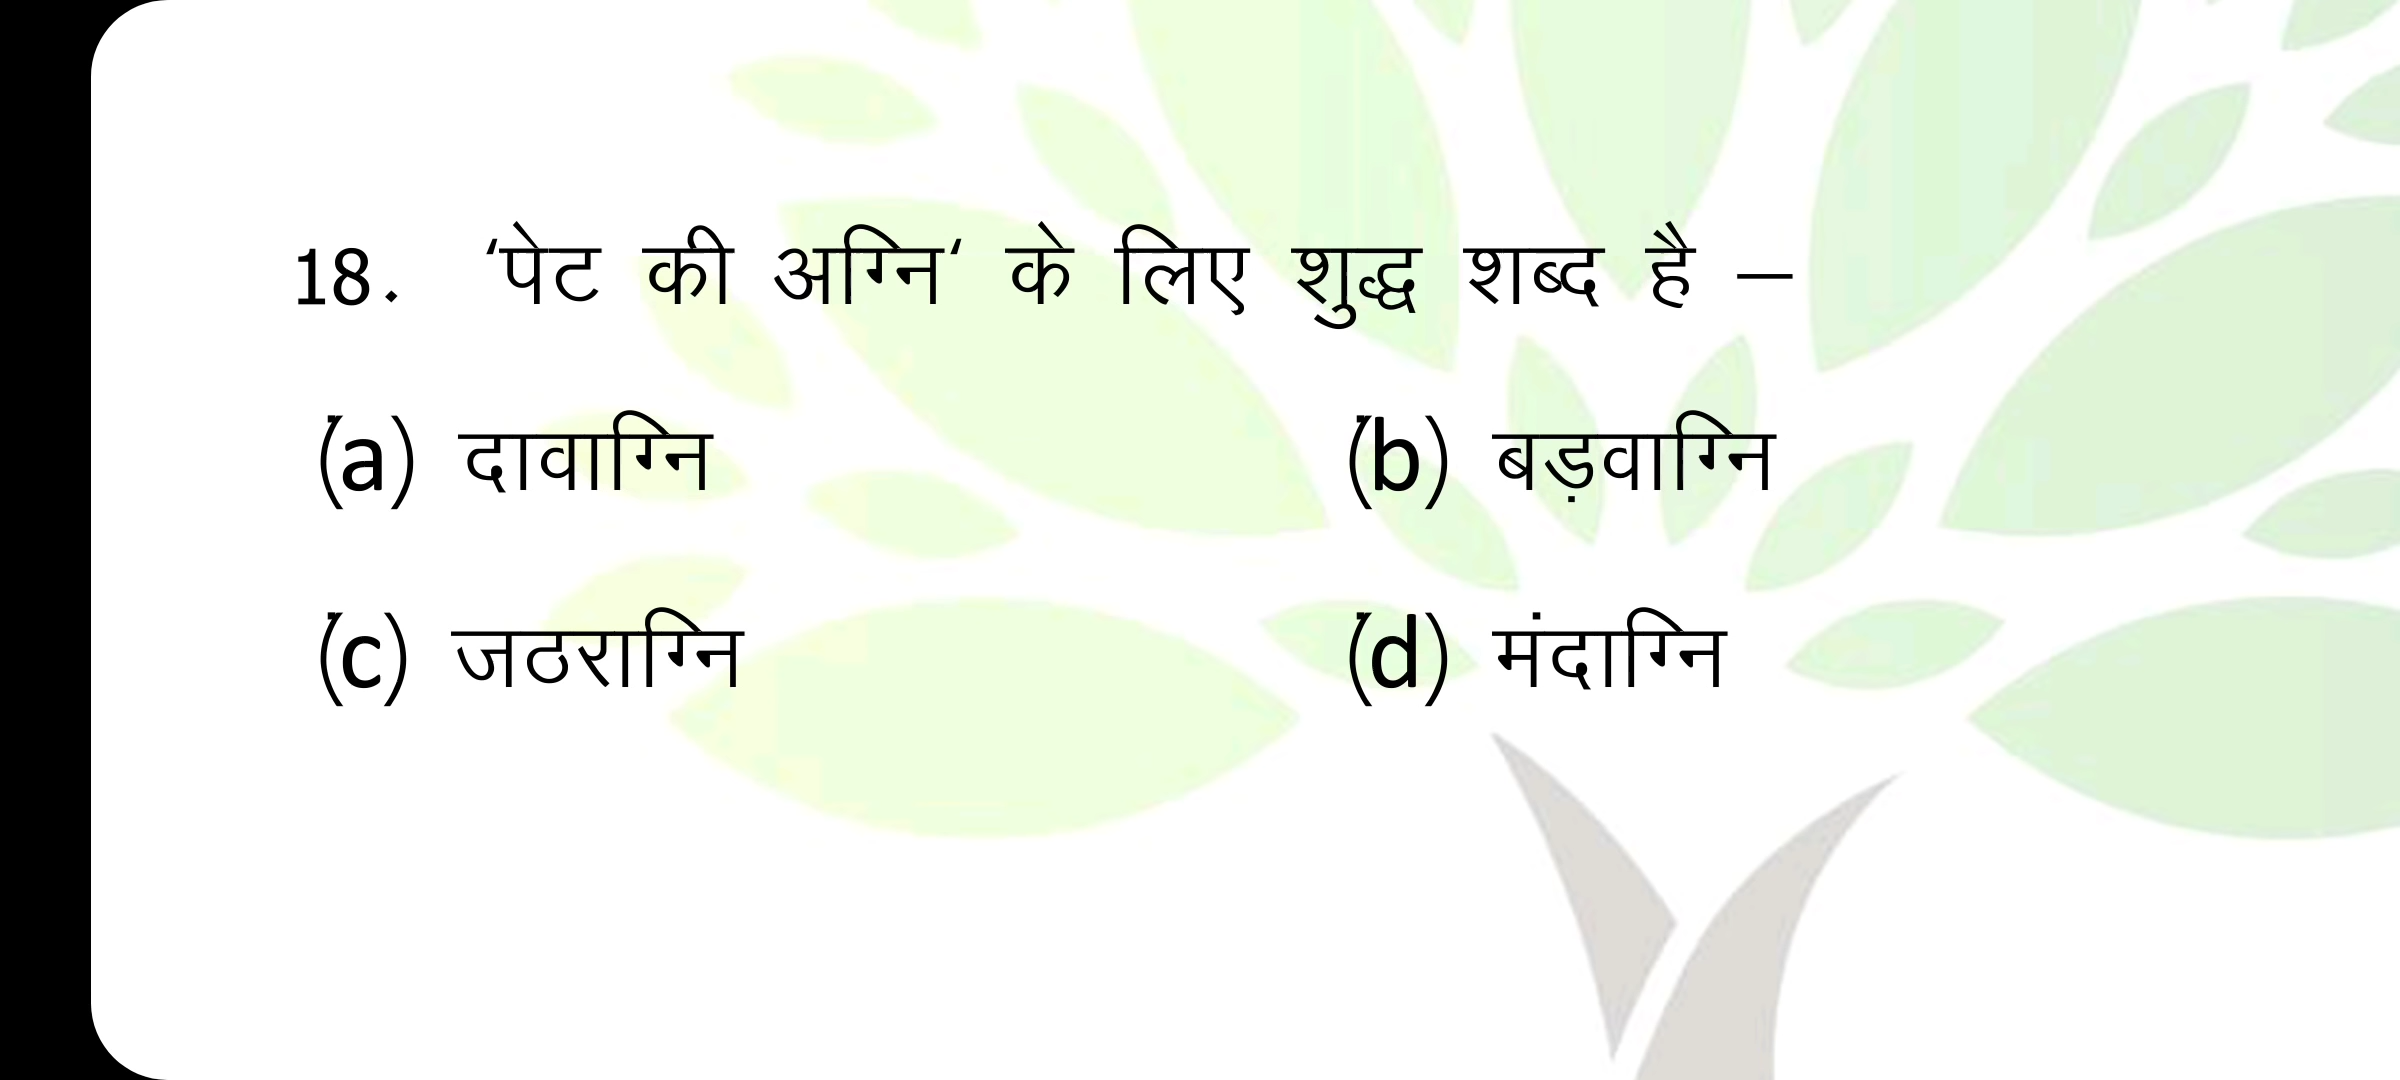 18. ‘पेट की अग्नि‘ के लिए शुद्ध शब्द है –
(a) दावाग्नि (b) बड़वाग्नि
(c) जठराग्नि (d) मंदाग्नि